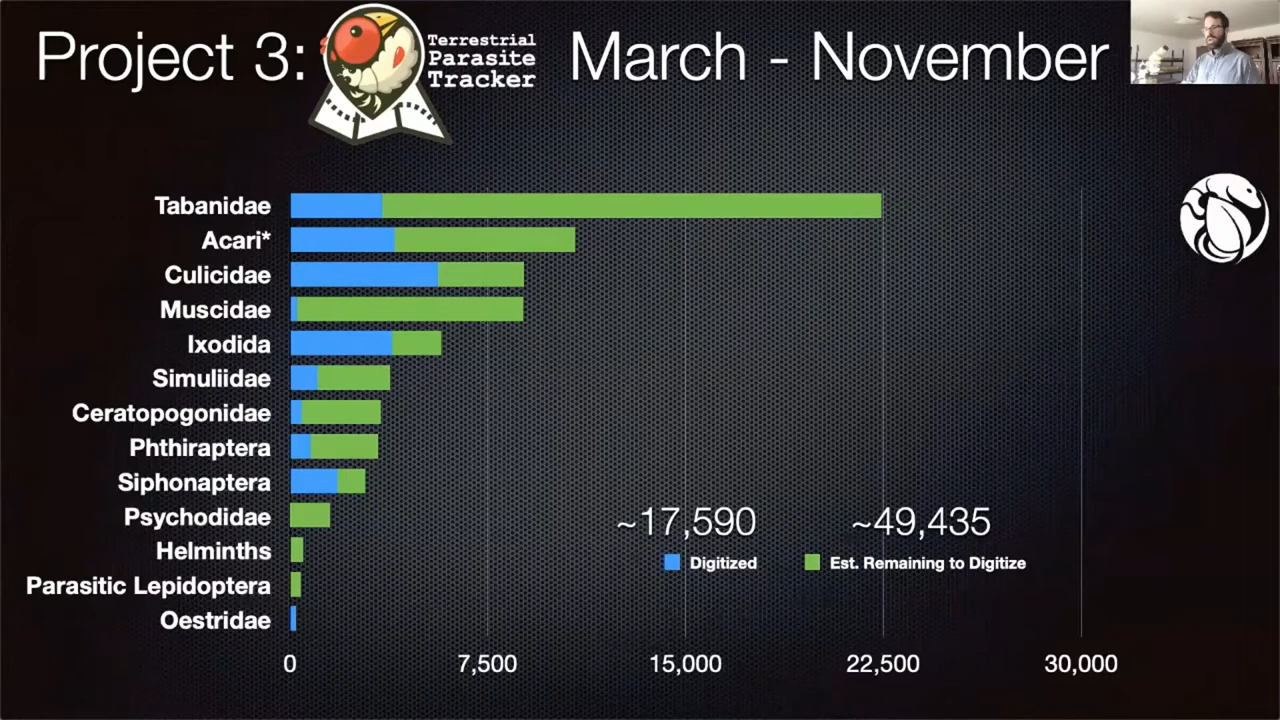 Project 3:
Terrestrial
Parasite
Tracker
March - November
Tabanidae
Acari*
Culicidae
Muscidae
Ixodida
Simuliidae
Ceratopogonidae
Phthiraptera
Siphonaptera
Psychodidae
Helminths
Parasitic Lepidoptera
Oestridae
~17,590 ~49,435
Digitized Est. Remaining to Digitize
0 7,500 15,000 22,500 30,000